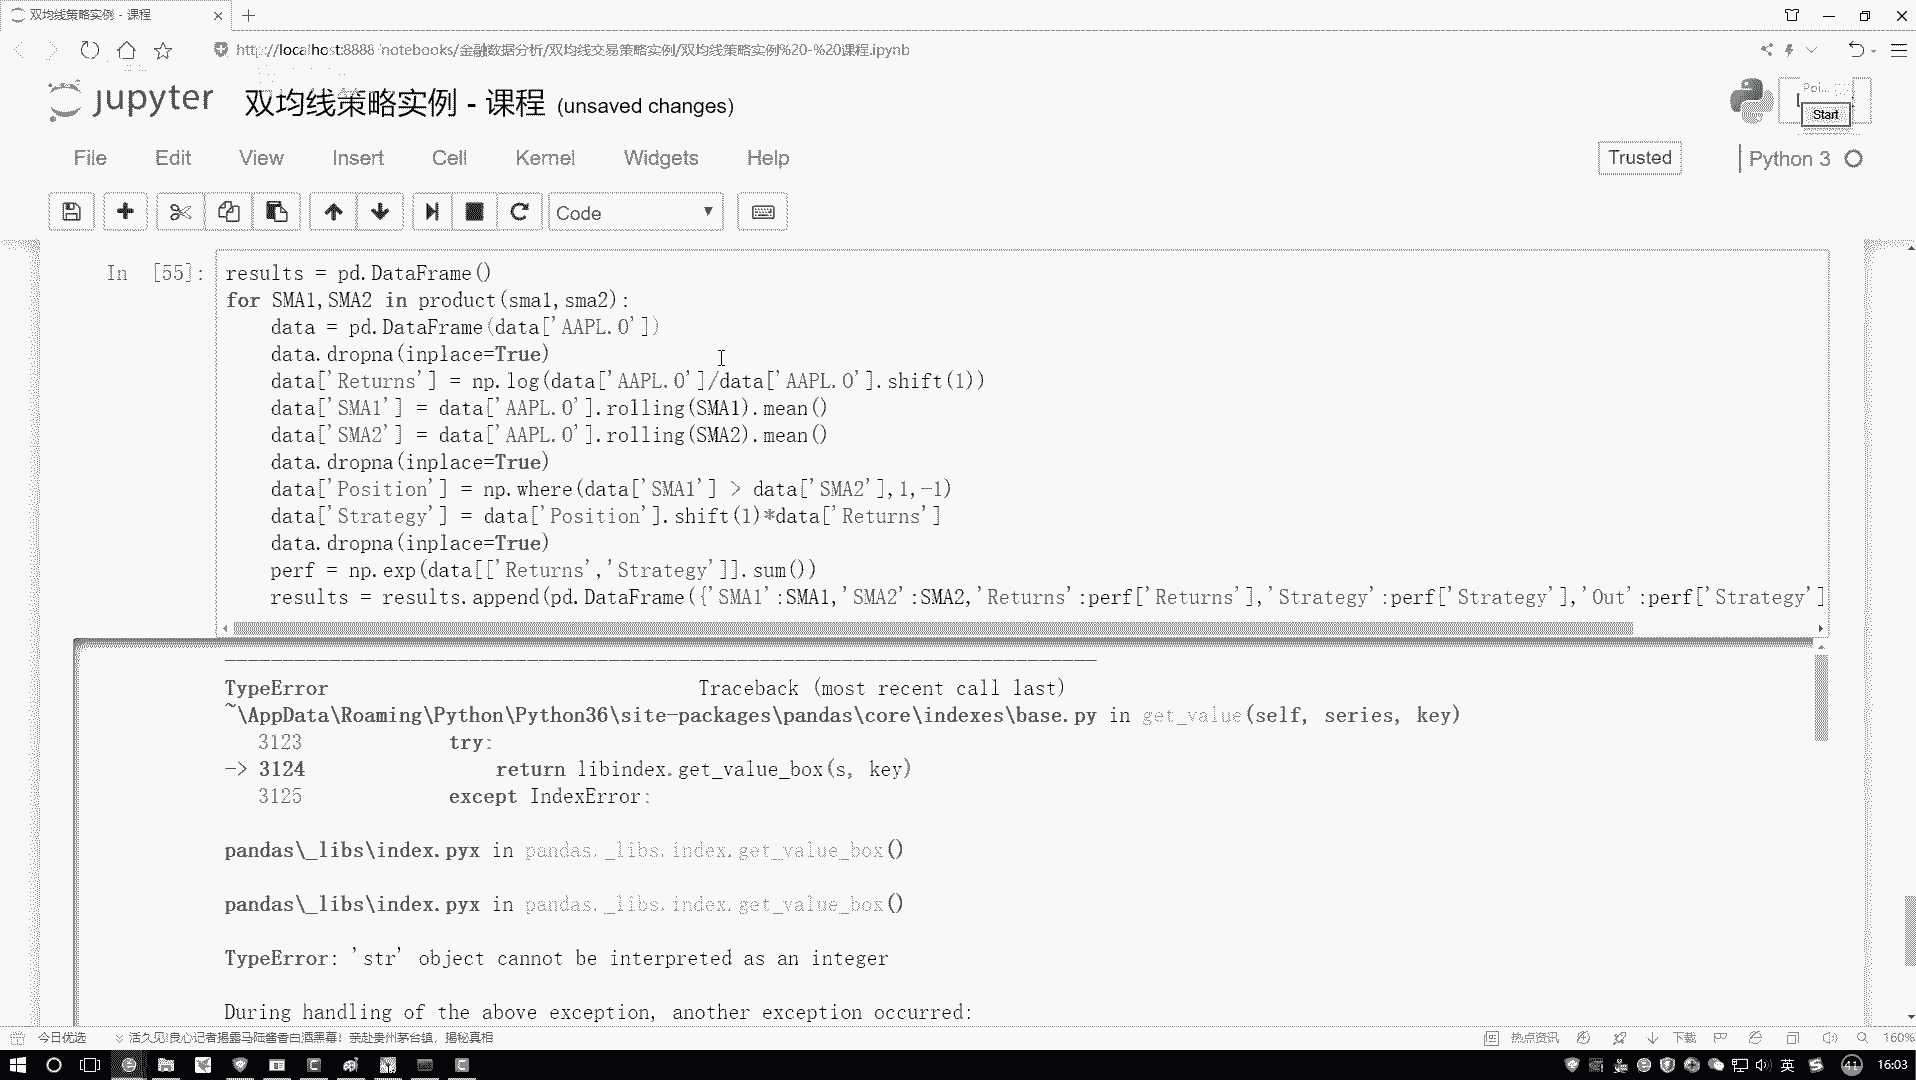 双均线策略实例 - 课程
http://localhost:8888/notebooks/金融数据分析/双均线交易策略实例/双均线策略实例%20-%20课程.ipynb
jupyter 双均线策略实例 - 课程 (unsaved changes)
Poi...
Start
File Edit View Insert Cell Kernel Widgets Help
Trusted Python 3
Code
In [55]:
results = pd.DataFrame()
for SMA1,SMA2 in product(sma1,sma2):
    data = pd.DataFrame(data['AAPL.O'])
    data.dropna(inplace=True)
    data['Returns'] = np.log(data['AAPL.O']/data['AAPL.O'].shift(1))
    data['SMA1'] = data['AAPL.O'].rolling(SMA1).mean()
    data['SMA2'] = data['AAPL.O'].rolling(SMA2).mean()
    data.dropna(inplace=True)
    data['Position'] = np.where(data['SMA1'] > data['SMA2'],1,-1)
    data['Strategy'] = data['Position'].shift(1)*data['Returns']
    data.dropna(inplace=True)
    perf = np.exp(data[['Returns','Strategy']].sum())
    results = results.append(pd.DataFrame({'SMA1':SMA1,'SMA2':SMA2,'Returns':perf['Returns'],'Strategy':perf['Strategy'],'Out':perf['Strategy']
---------------------------------------------------------------------------
TypeError Traceback (most recent call last)
~\AppData\Roaming\Python\Python36\site-packages\pandas\core\indexes\base.py in get_value(self, series, key)
3123 try:
-> 3124 return libindex.get_value_box(s, key)
3125 except IndexError:
pandas\_libs\index.pyx in pandas._libs.index.get_value_box()
pandas\_libs\index.pyx in pandas._libs.index.get_value_box()
TypeError: 'str' object cannot be interpreted as an integer
During handling of the above exception, another exception occurred:
今日优选 活久见!良心记者揭露马陆酱香白酒黑幕! 亲赴贵州茅台镇, 揭秘真相 热点资讯 下载 160%
英 41 16:03